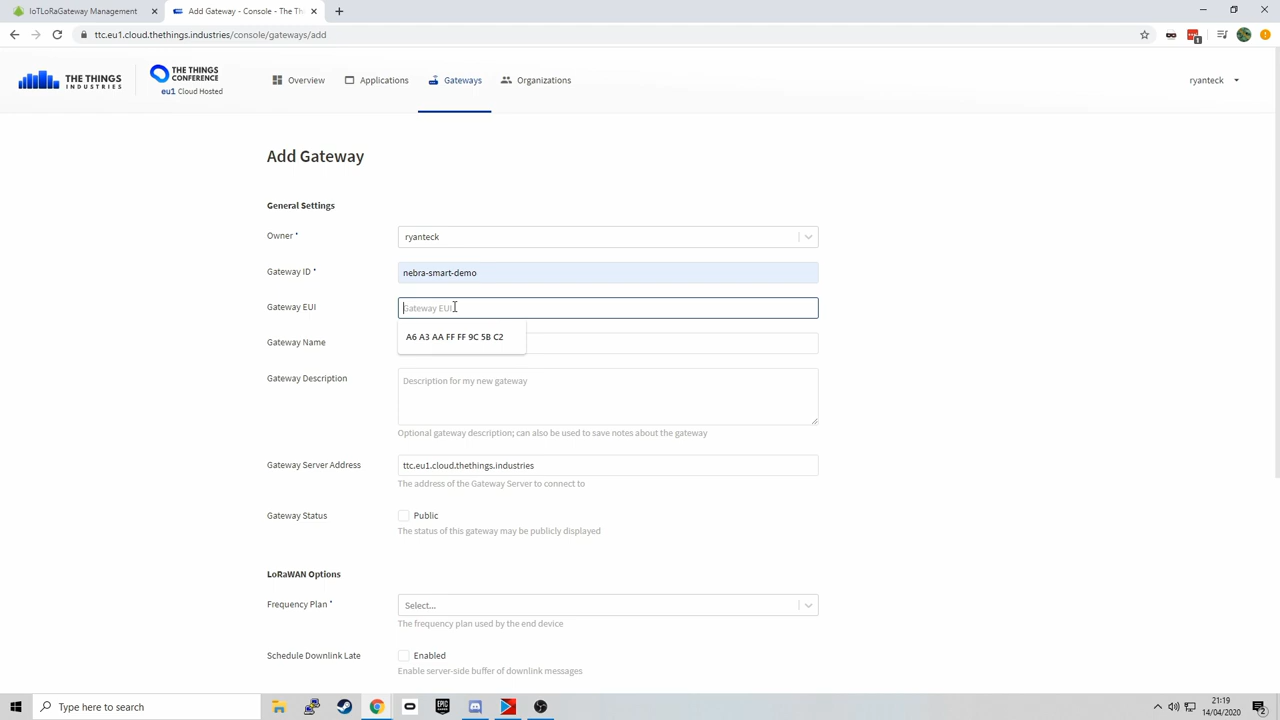 IoTLoRaGateway Management
Add Gateway - Console - The Thi
ttc.eu1.cloud.thethings.industries/console/gateways/add
1
THE THINGS
INDUSTRIES
THE THINGS
CONFERENCE
eu1 Cloud Hosted
Overview
Applications
Gateways
Organizations
ryanteck
Add Gateway
General Settings
Owner *
ryanteck
Gateway ID *
nebra-smart-demo
Gateway EUI
Gateway EUI
A6 A3 AA FF FF 9C 5B C2
Gateway Name
Gateway Description
Description for my new gateway
Optional gateway description; can also be used to save notes about the gateway
Gateway Server Address
ttc.eu1.cloud.thethings.industries
The address of the Gateway Server to connect to
Gateway Status
Public
The status of this gateway may be publicly displayed
LoRaWAN Options
Frequency Plan *
Select...
The frequency plan used by the end device
Schedule Downlink Late
Enabled
Enable server-side buffer of downlink messages
Type here to search
EPIC
GAMES
21:19
14/04/2020
2